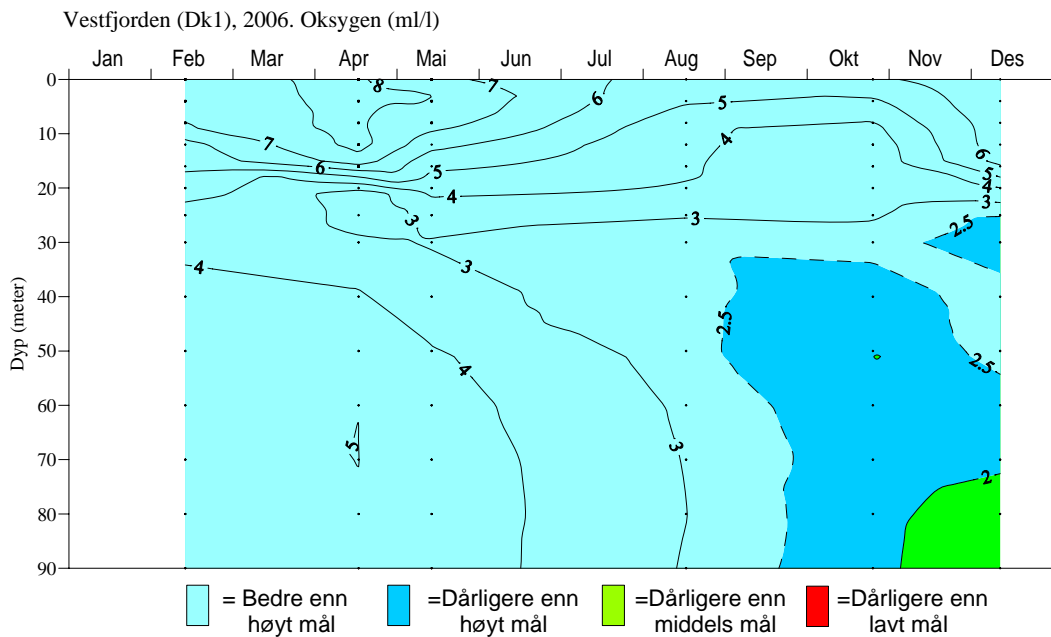 Vestfjorden (Dk1), 2006. Oksygen (ml/l)
Jan Feb Mar Apr Mai Jun Jul Aug Sep Okt Nov Des
0
10
20
30
40
50
60
70
80
90
Dyp (meter)
8 7 6 5 4 7 6
5 4 6 5 4 3
3 3 2.5
4 3 2.5
4 2.5
5 3 2
= Bedre enn høyt mål
=Dårligere enn høyt mål
=Dårligere enn middels mål
=Dårligere enn lavt mål